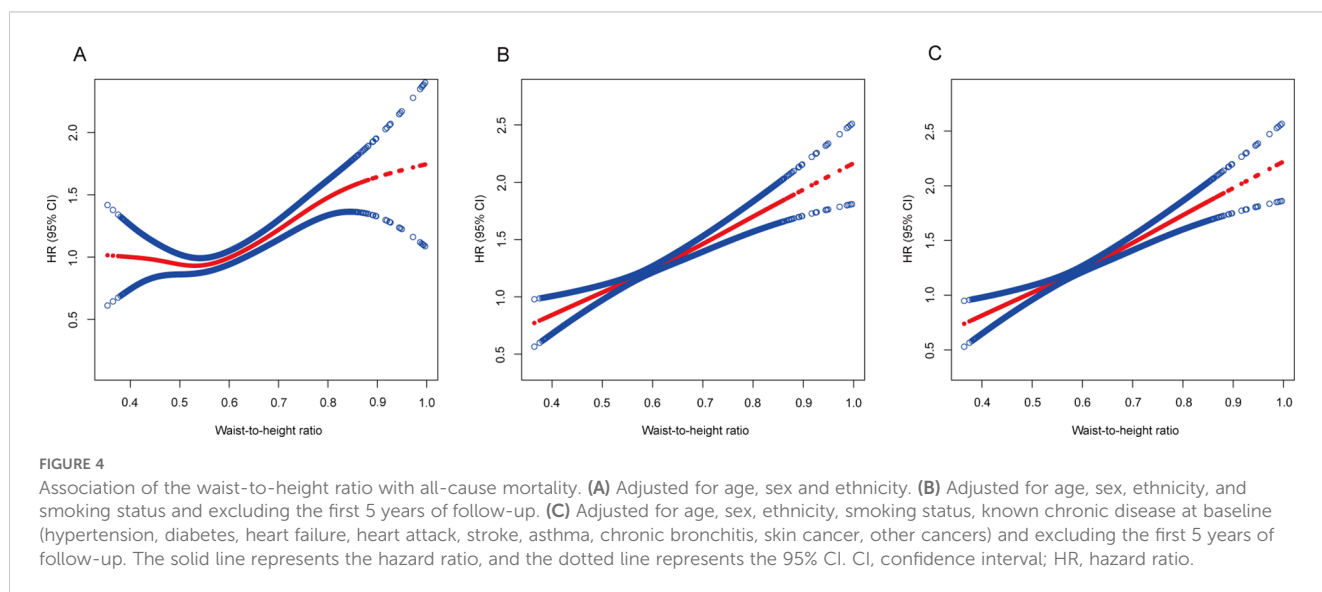 A
B
C
HR (95% CI)
0.5
1.0
1.5
2.0
0.4 0.5 0.6 0.7 0.8 0.9 1.0
Waist-to-height ratio
HR (95% CI)
0.5
1.0
1.5
2.0
2.5
0.4 0.5 0.6 0.7 0.8 0.9 1.0
Waist-to-height ratio
HR (95% CI)
0.5
1.0
1.5
2.0
2.5
0.4 0.5 0.6 0.7 0.8 0.9 1.0
Waist-to-height ratio
FIGURE 4
Association of the waist-to-height ratio with all-cause mortality. (A) Adjusted for age, sex and ethnicity. (B) Adjusted for age, sex, ethnicity, and
smoking status and excluding the first 5 years of follow-up. (C) Adjusted for age, sex, ethnicity, smoking status, known chronic disease at baseline
(hypertension, diabetes, heart failure, heart attack, stroke, asthma, chronic bronchitis, skin cancer, other cancers) and excluding the first 5 years of
follow-up. The solid line represents the hazard ratio, and the dotted line represents the 95% CI. CI, confidence interval; HR, hazard ratio.